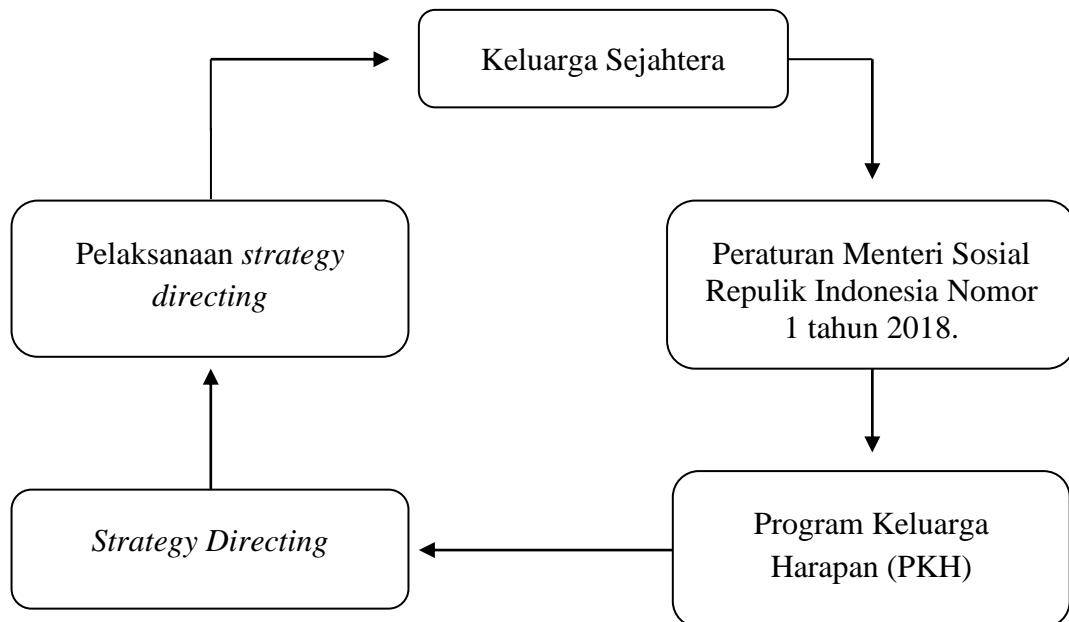 Keluarga Sejahtera
Pelaksanaan strategy
directing
Peraturan Menteri Sosial
Repulik Indonesia Nomor
1 tahun 2018.
Strategy Directing
Program Keluarga
Harapan (PKH)